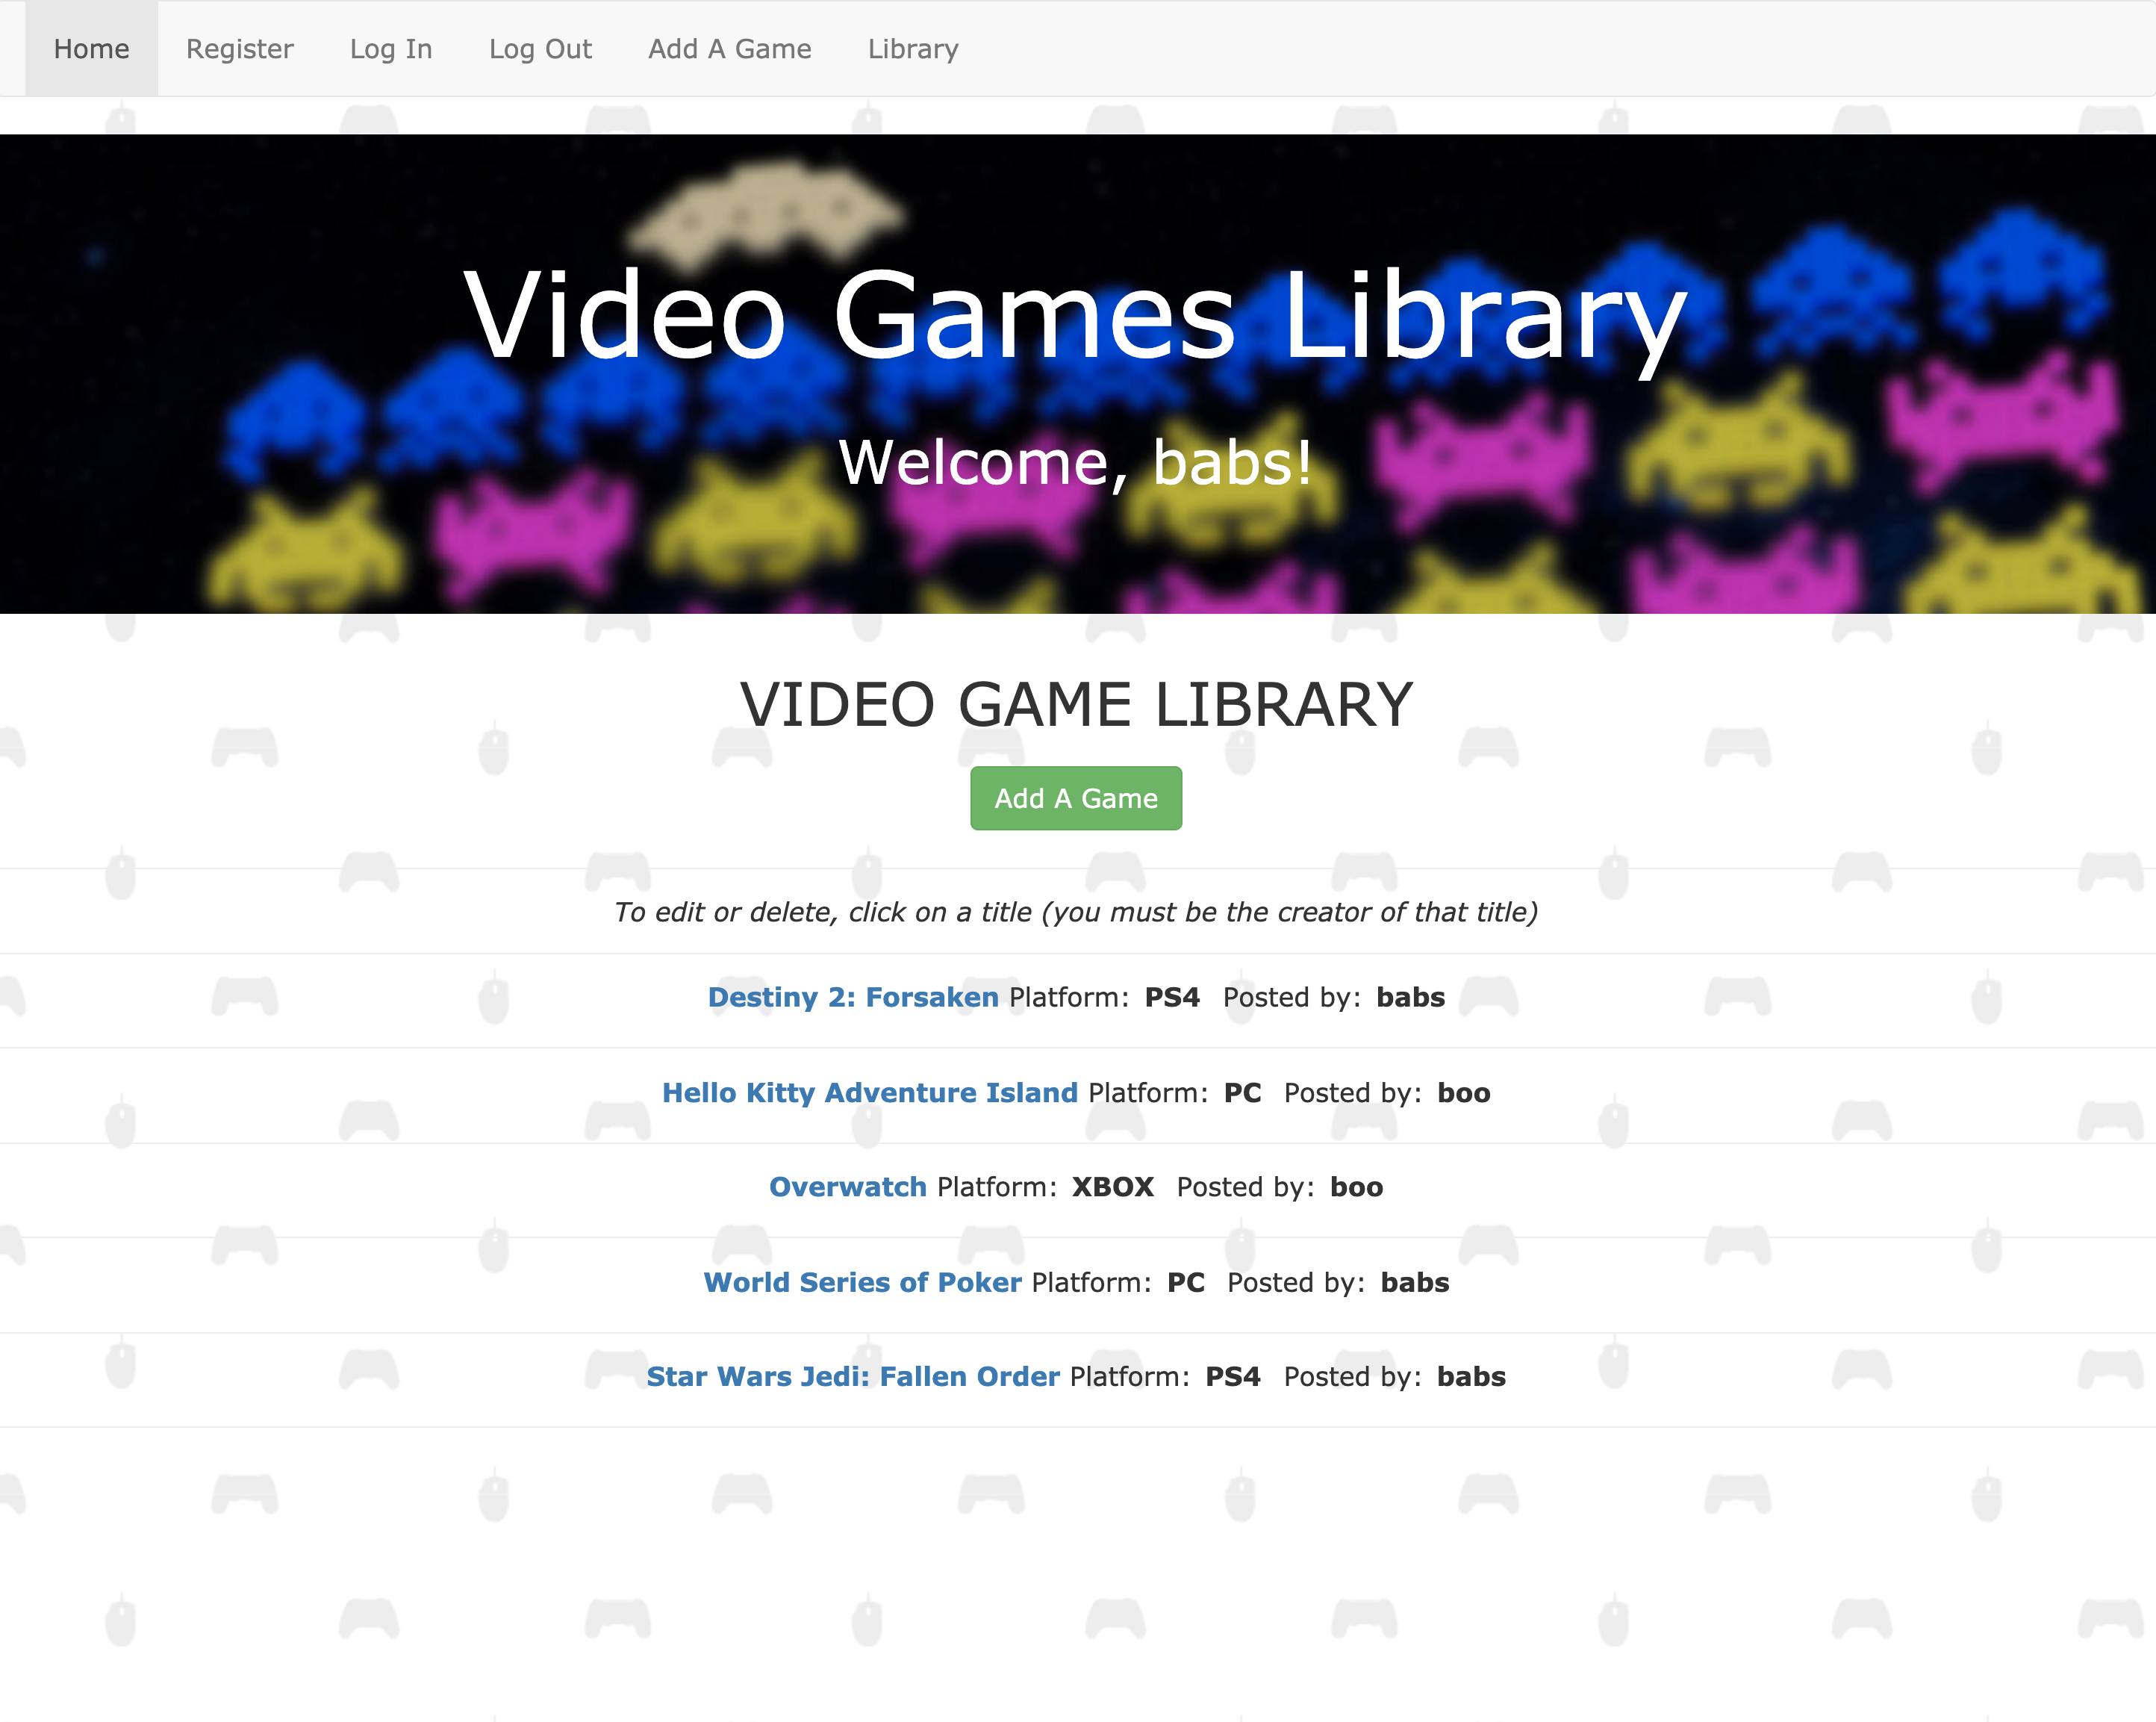 Home Register Log In Log Out Add A Game Library
Video Games Library
Welcome, babs!
VIDEO GAME LIBRARY
Add A Game
To edit or delete, click on a title (you must be the creator of that title)
Destiny 2: Forsaken Platform: PS4 Posted by: babs
Hello Kitty Adventure Island Platform: PC Posted by: boo
Overwatch Platform: XBOX Posted by: boo
World Series of Poker Platform: PC Posted by: babs
Star Wars Jedi: Fallen Order Platform: PS4 Posted by: babs